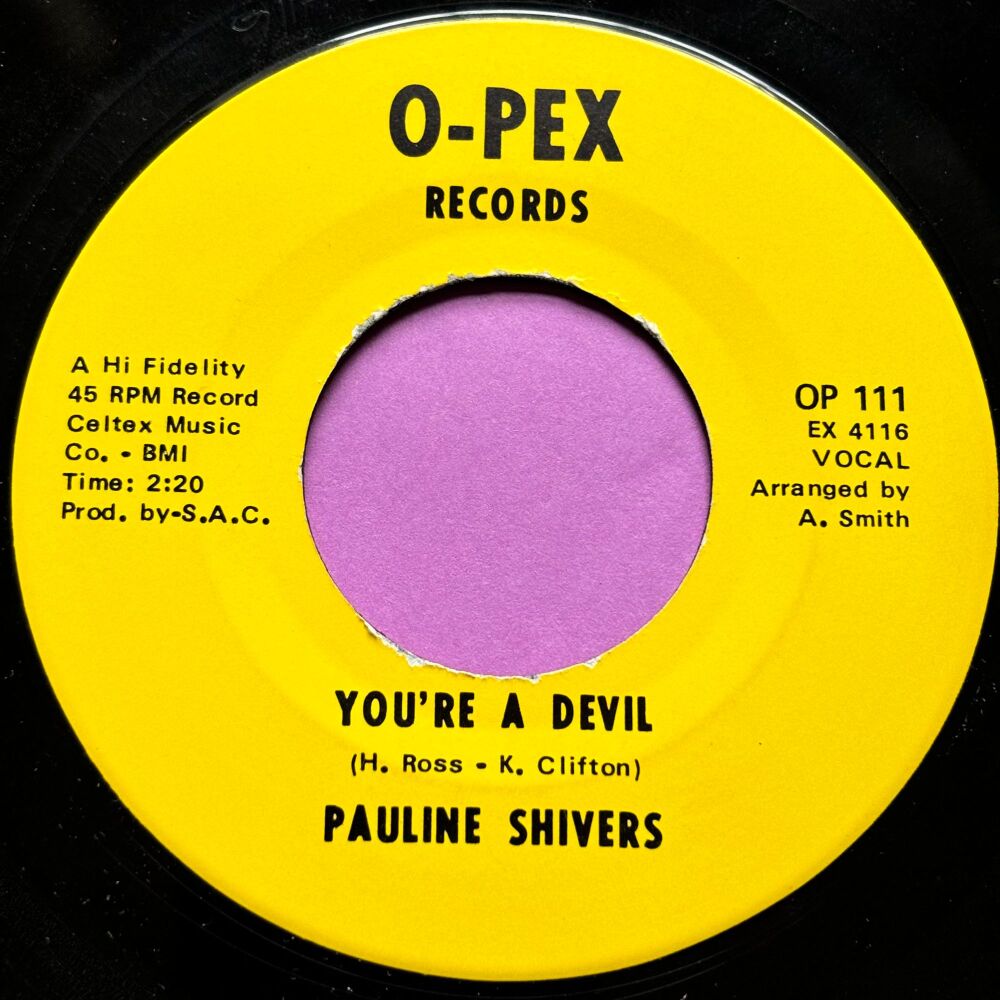 O-PEX
RECORDS
A Hi Fidelity
45 RPM Record
Celtex Music
Co. - BMI
Time: 2:20
Prod. by-S.A.C.
OP 111
EX 4116
VOCAL
Arranged by
A. Smith
YOU'RE A DEVIL
(H. Ross - K. Clifton)
PAULINE SHIVERS